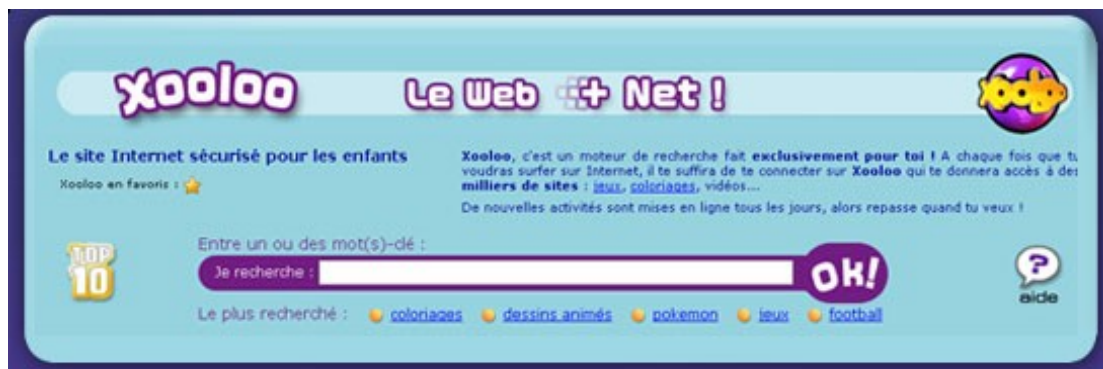 xooloo Le Web + Net ! xooloo
Le site Internet sécurisé pour les enfants
Xooloo en favoris :
Xooloo, c'est un moteur de recherche fait exclusivement pour toi ! A chaque fois que tu
voudras surfer sur Internet, il te suffira de te connecter sur Xooloo qui te donnera accès à des
milliers de sites : jeux, coloriages, vidéos...
De nouvelles activités sont mises en ligne tous les jours, alors repasse quand tu veux !
TOP
10
Entre un ou des mot(s)-clé :
Je recherche : OK!
?
aide
Le plus recherché : coloriages dessins animés pokemon jeux football